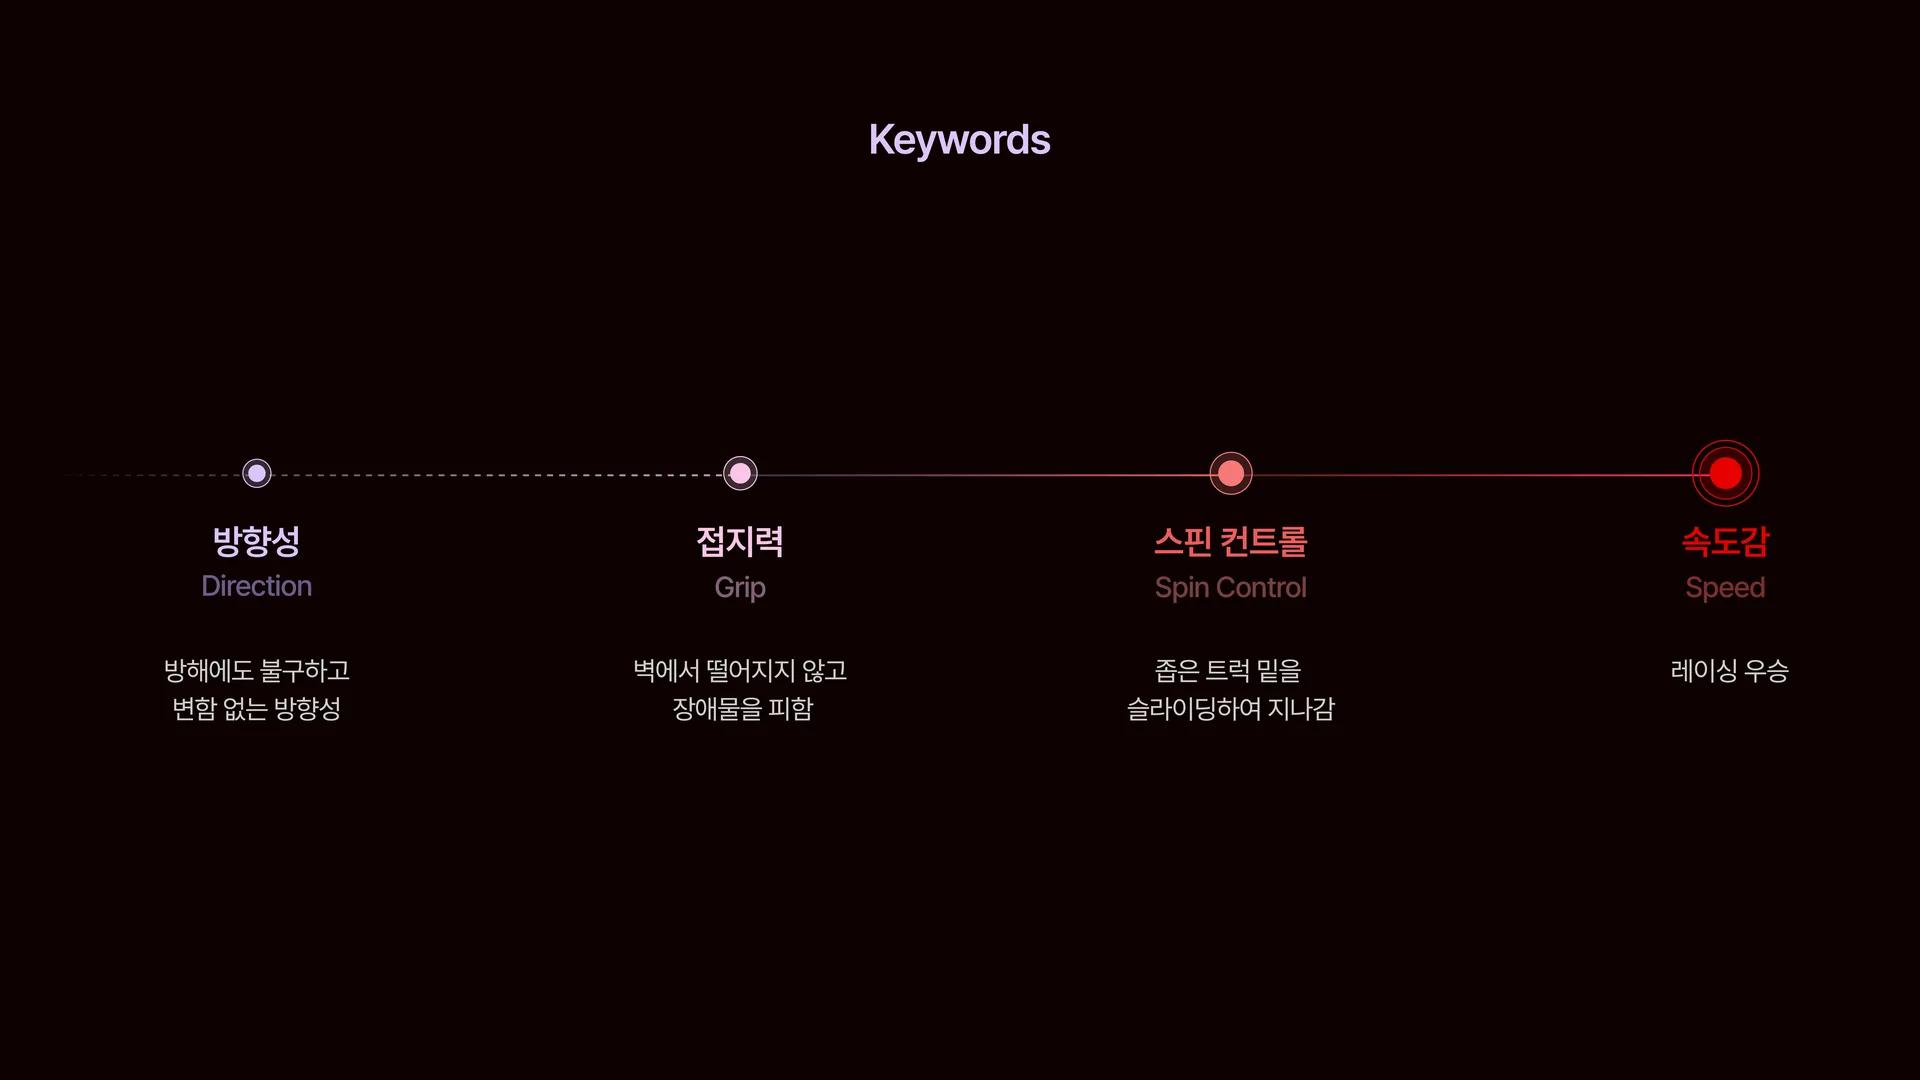 Keywords
방향성
Direction
방해에도 불구하고
변함 없는 방향성
접지력
Grip
벽에서 떨어지지 않고
장애물을 피함
스핀 컨트롤
Spin Control
좁은 트럭 밑을
슬라이딩하여 지나감
속도감
Speed
레이싱 우승